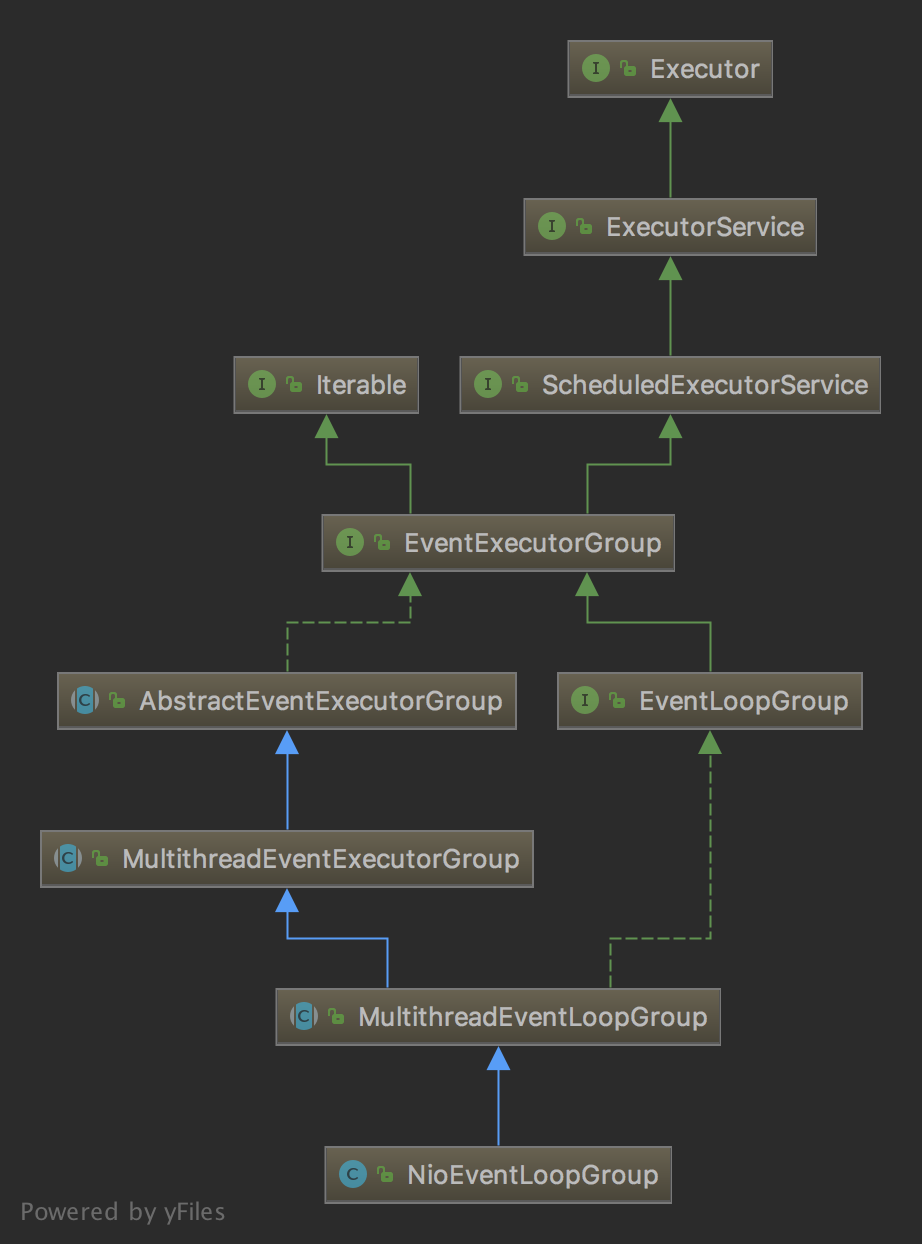 Executor
ExecutorService
Iterable
ScheduledExecutorService
EventExecutorGroup
AbstractEventExecutorGroup
EventLoopGroup
MultithreadEventExecutorGroup
MultithreadEventLoopGroup
NioEventLoopGroup
Powered by yFiles